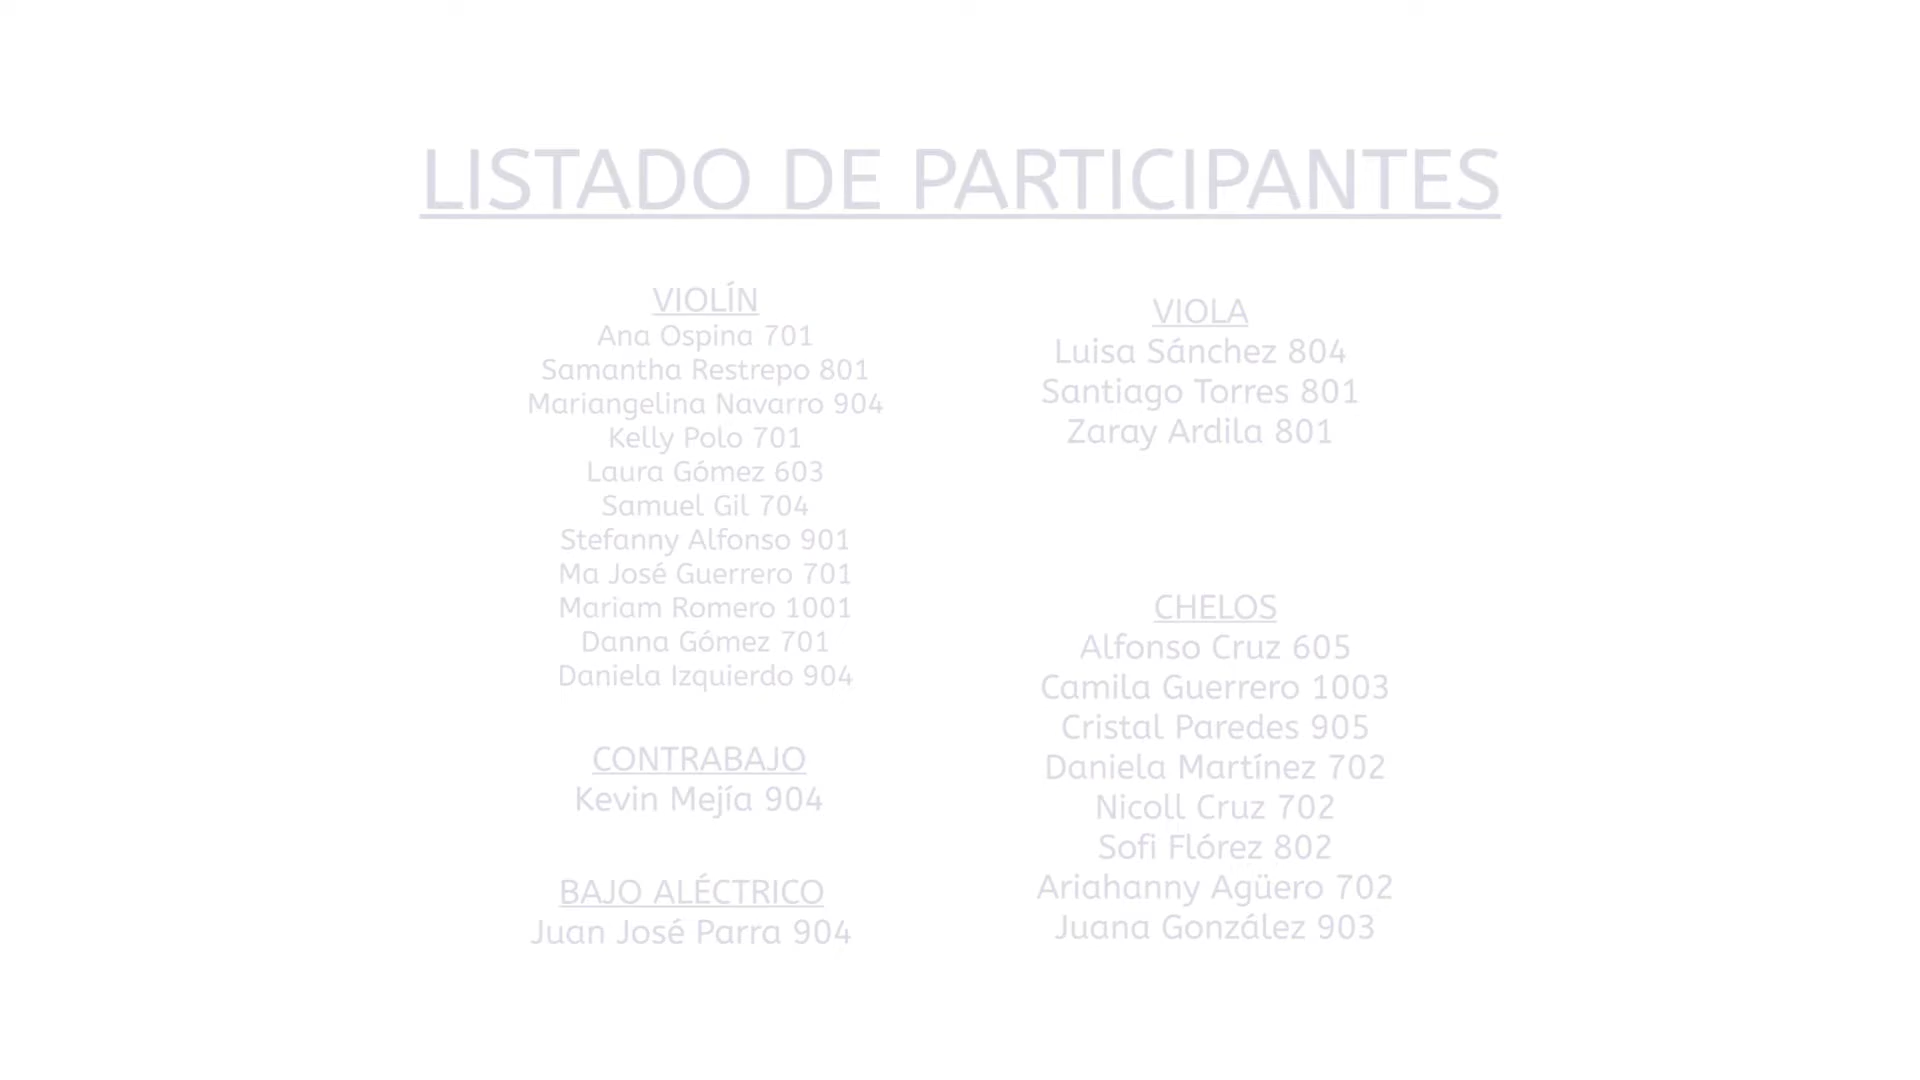 LISTADO DE PARTICIPANTES
VIOLÍN
Ana Ospina 701
Samantha Restrepo 801
Mariangelina Navarro 904
Kelly Polo 701
Laura Gómez 603
Samuel Gil 704
Stefanny Alfonso 901
Ma José Guerrero 701
Mariam Romero 1001
Danna Gómez 701
Daniela Izquierdo 904
CONTRABAJO
Kevin Mejía 904
BAJO ALÉCTRICO
Juan José Parra 904
VIOLA
Luisa Sánchez 804
Santiago Torres 801
Zaray Ardila 801
CHELOS
Alfonso Cruz 605
Camila Guerrero 1003
Cristal Paredes 905
Daniela Martínez 702
Nicoll Cruz 702
Sofi Flórez 802
Ariahanny Agüero 702
Juana González 903